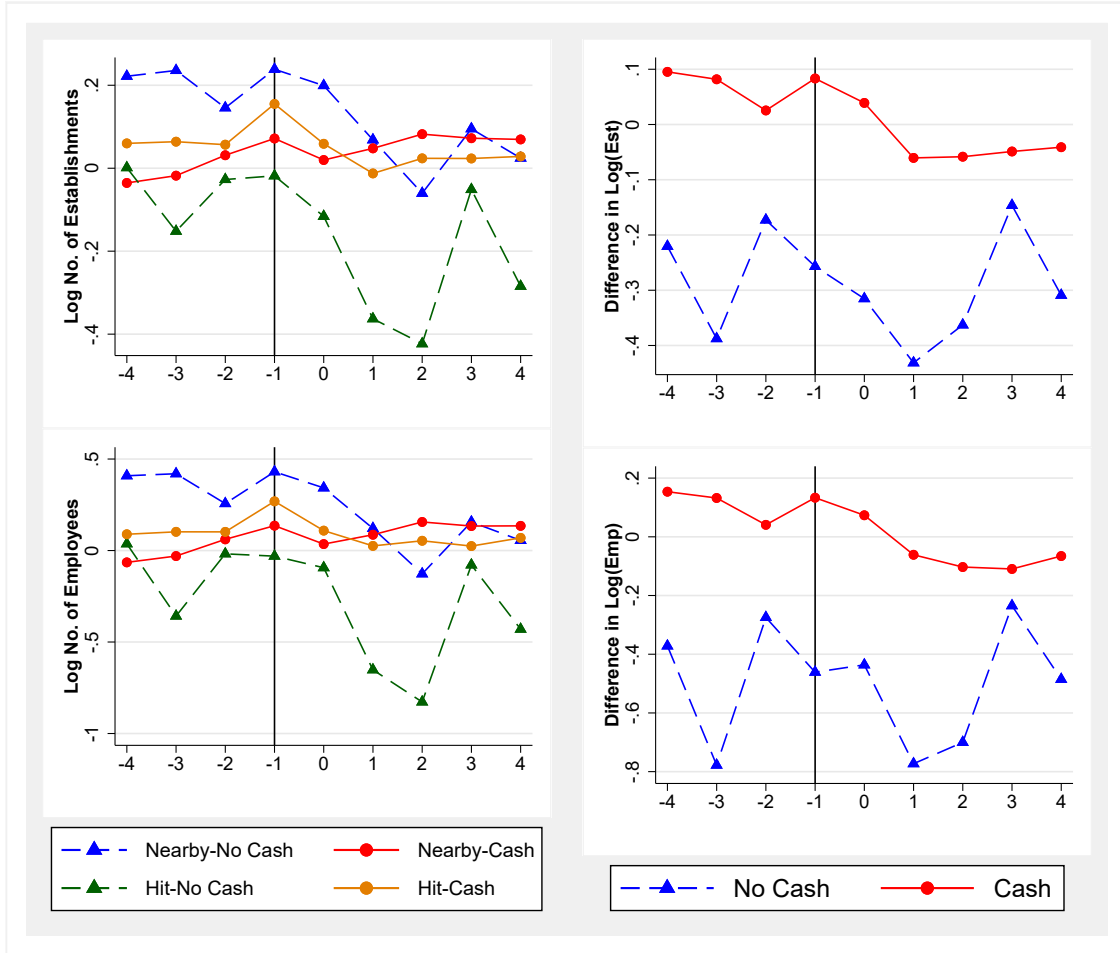 Log No. of Establishments
.2
0
-.2
-.4
-4 -3 -2 -1 0 1 2 3 4
Difference in Log(Est)
.1
0
-.1
-.2
-.3
-.4
-4 -3 -2 -1 0 1 2 3 4
Log No. of Employees
.5
0
-.5
-1
-4 -3 -2 -1 0 1 2 3 4
Difference in Log(Emp)
.2
0
-.2
-.4
-.6
-.8
-4 -3 -2 -1 0 1 2 3 4
Nearby-No Cash Nearby-Cash
Hit-No Cash Hit-Cash
No Cash Cash